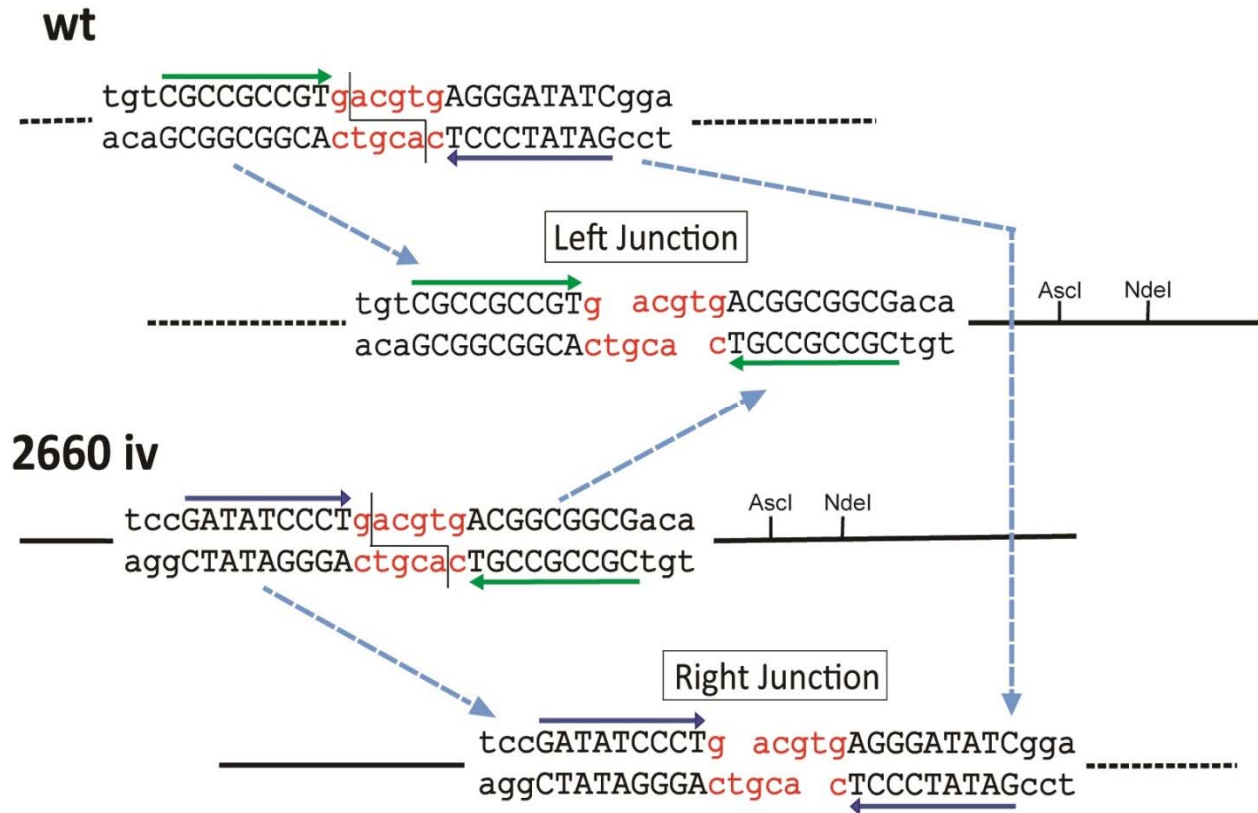 wt
tgtCGCCGCCGTgacgtgAGGGATATCgga
acaGCGGCGGCActgcacTCCCTATAGcct
Left Junction
tgtCGCCGCCGTg acgtgACGGCGGCGaca
acaGCGGCGGCActgca cTGCCGCCGCtgt
AscI NdeI
2660 iv
tccGATATCCCTgacgtgACGGCGGCGaca
aggCTATAGGGActgcacTGCCGCCGCtgt
AscI NdeI
Right Junction
tccGATATCCCTg acgtgAGGGATATCgga
aggCTATAGGGActgca cTCCCTATAGcct